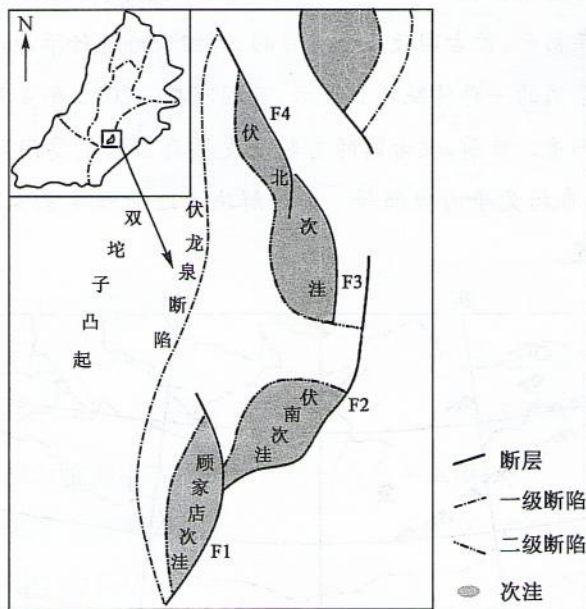 N
双坨子凸起
伏龙泉断陷
F4
伏北次洼
F3
F2
伏南次洼
顾家店次洼
F1
断层
一级断陷
二级断陷
次洼